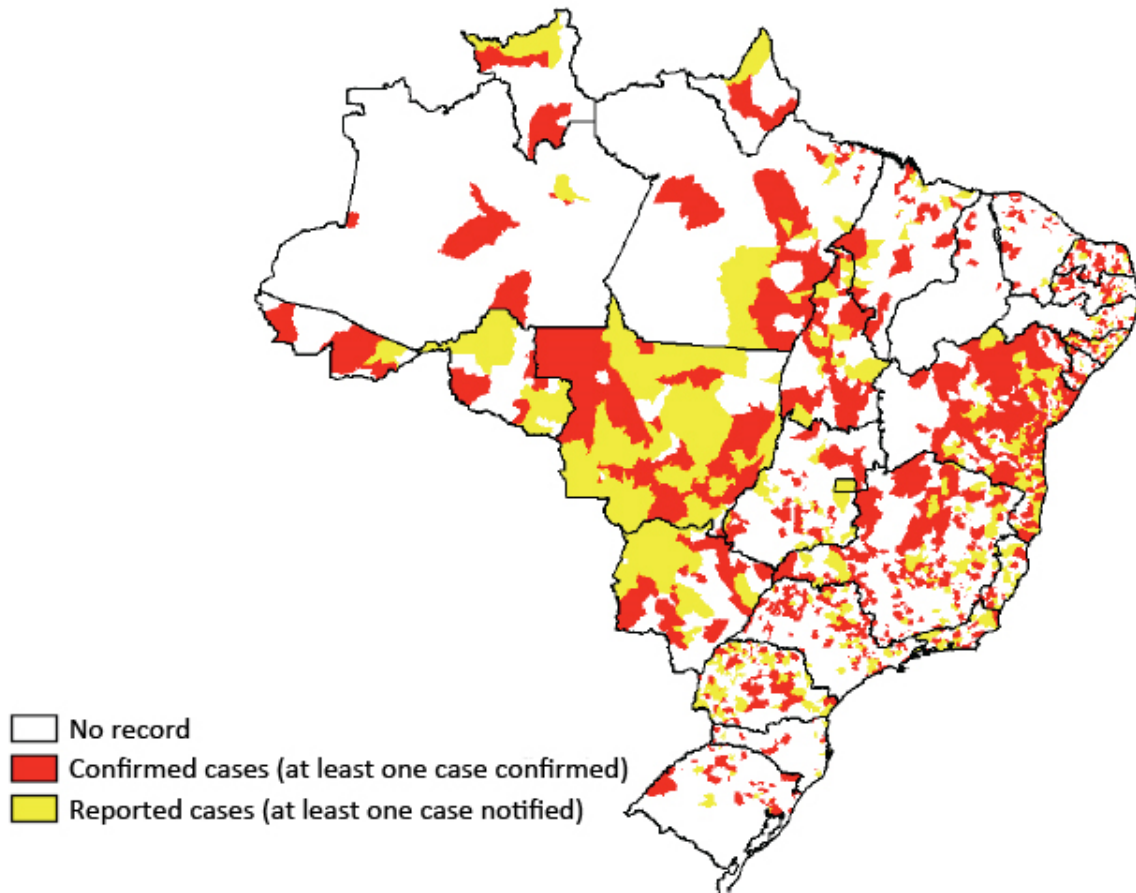 No record
Confirmed cases (at least one case confirmed)
Reported cases (at least one case notified)